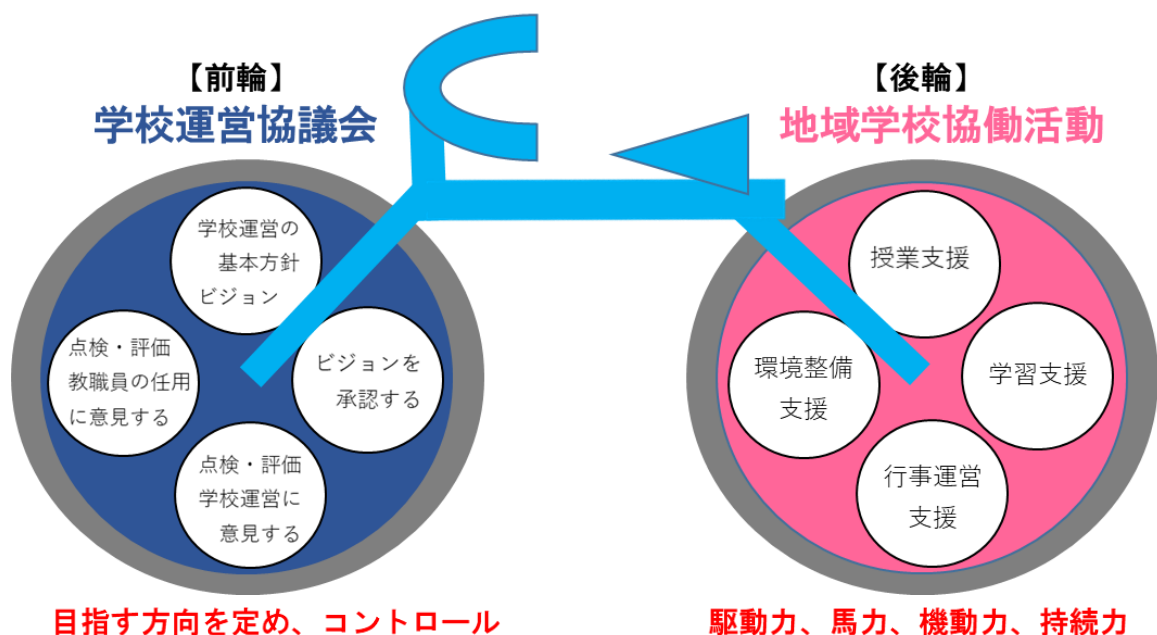 【前輪】
学校運営協議会
学校運営の
基本方針
ビジョン
点検・評価
教職員の任用
に意見する
ビジョンを
承認する
点検・評価
学校運営に
意見する
目指す方向を定め、コントロール
【後輪】
地域学校協働活動
授業支援
環境整備
支援
学習支援
行事運営
支援
駆動力、馬力、機動力、持続力